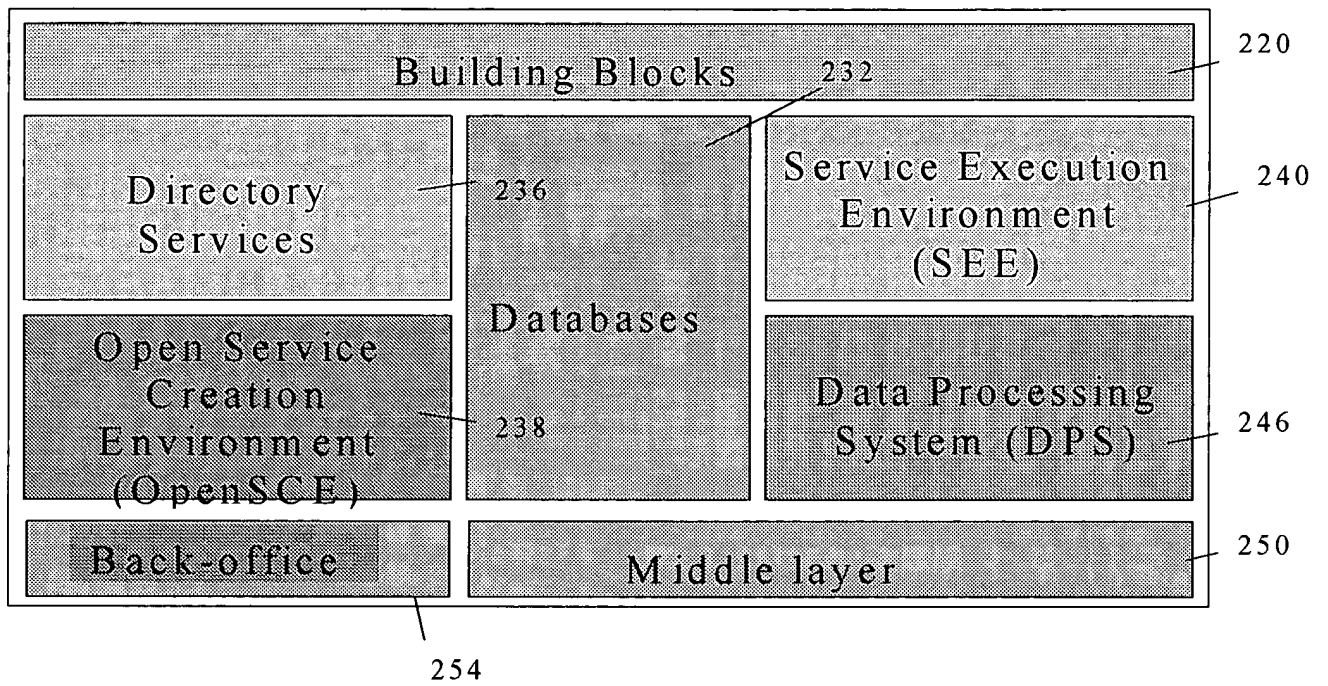 Building Blocks
232
220
Directory
Services
236
Databases
Service Execution
Environment
(SEE)
240
Open Service
Creation
Environment
(OpenSCE)
238
Data Processing
System (DPS)
246
Back-office
Middle layer
250
254